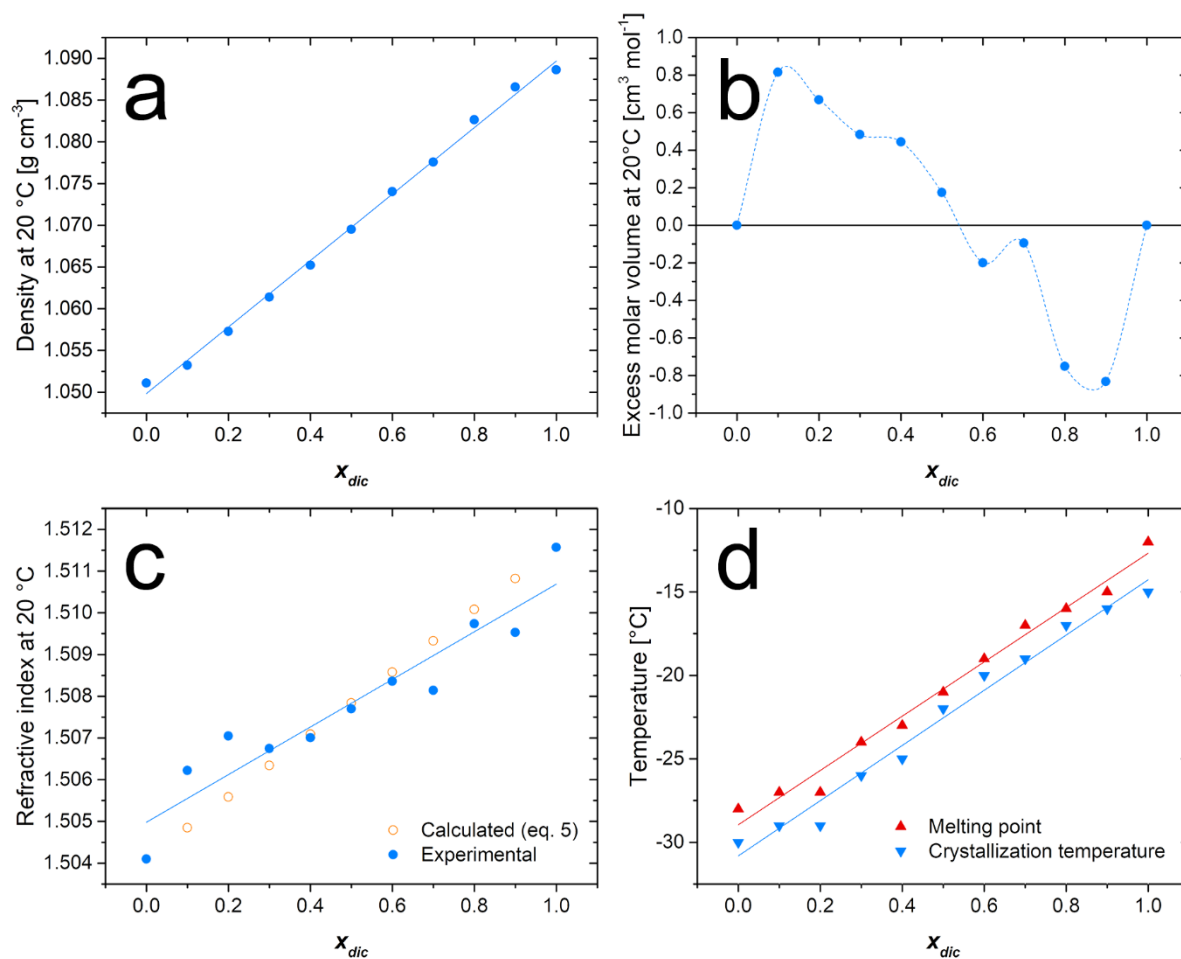 a
Density at 20 °C [g cm-3]
1.090
1.085
1.080
1.075
1.070
1.065
1.060
1.055
1.050
0.0 0.2 0.4 0.6 0.8 1.0
xdic
b
Excess molar volume at 20°C [cm3 mol-1]
1.0
0.8
0.6
0.4
0.2
0.0
-0.2
-0.4
-0.6
-0.8
-1.0
0.0 0.2 0.4 0.6 0.8 1.0
xdic
c
Refractive index at 20 °C
1.512
1.511
1.510
1.509
1.508
1.507
1.506
1.505
1.504
Calculated (eq. 5)
Experimental
0.0 0.2 0.4 0.6 0.8 1.0
xdic
d
Temperature [°C]
-10
-15
-20
-25
-30
Melting point
Crystallization temperature
0.0 0.2 0.4 0.6 0.8 1.0
xdic